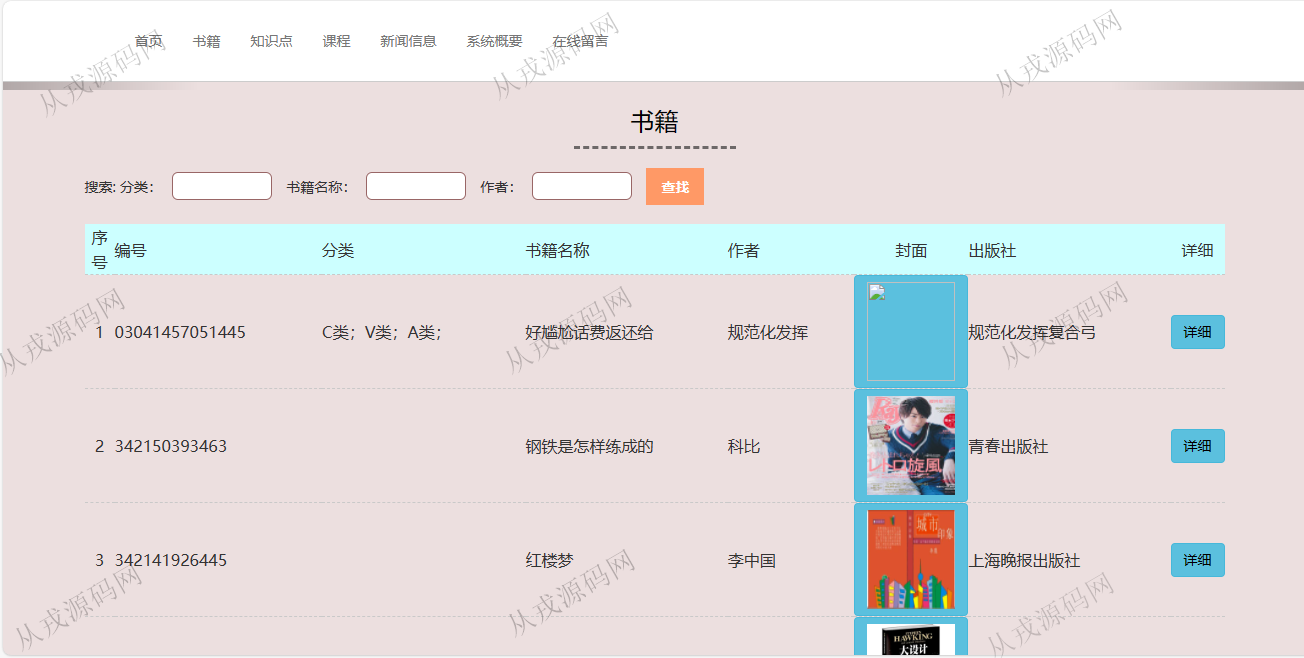 首页 书籍 知识点 课程 新闻信息 系统概要 在线留言
书籍
搜索: 分类： 书籍名称： 作者： 查找
序号 编号 分类 书籍名称 作者 封面 出版社 详细
1 03041457051445 C类；V类；A类； 好尴尬话费返还给 规范化发挥 规范化发挥复合弓 详细
2 342150393463 钢铁是怎样练成的 科比 青春出版社 详细
レトロ旋風
3 342141926445 红楼梦 李中国 上海晚报出版社 详细
城市
印象
HAWKING
大设计
从戎源码网
从戎源码网
从戎源码网
从戎源码网
从戎源码网
从戎源码网
从戎源码网
从戎源码网
从戎源码网